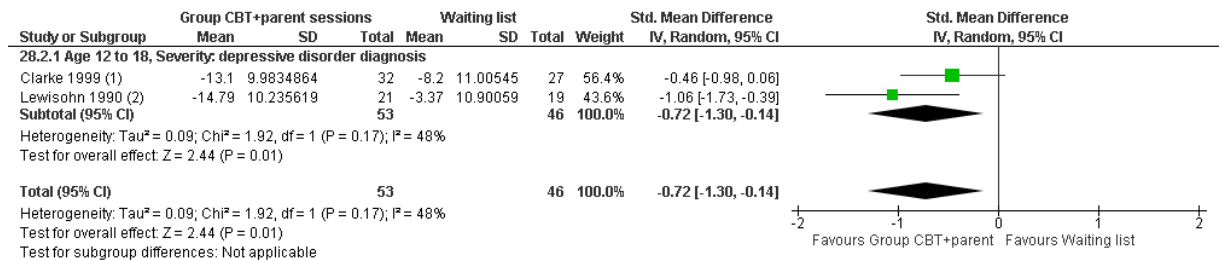 Group CBT+parent sessions Waiting list Std. Mean Difference Std. Mean Difference
Study or Subgroup Mean SD Total Mean SD Total Weight IV, Random, 95% CI IV, Random, 95% CI
28.2.1 Age 12 to 18, Severity: depressive disorder diagnosis
Clarke 1999 (1) -13.1 9.9834864 32 -8.2 11.00545 27 56.4% -0.46 [-0.98, 0.06]
Lewisohn 1990 (2) -14.79 10.235619 21 -3.37 10.90059 19 43.6% -1.06 [-1.73, -0.39]
Subtotal (95% CI) 53 46 100.0% -0.72 [-1.30, -0.14]
Heterogeneity: Tau² = 0.09; Chi² = 1.92, df = 1 (P = 0.17); I² = 48%
Test for overall effect: Z = 2.44 (P = 0.01)
Total (95% CI) 53 46 100.0% -0.72 [-1.30, -0.14]
Heterogeneity: Tau² = 0.09; Chi² = 1.92, df = 1 (P = 0.17); I² = 48%
Test for overall effect: Z = 2.44 (P = 0.01)
Test for subgroup differences: Not applicable
-2 -1 0 1 2
Favours Group CBT+parent Favours Waiting list